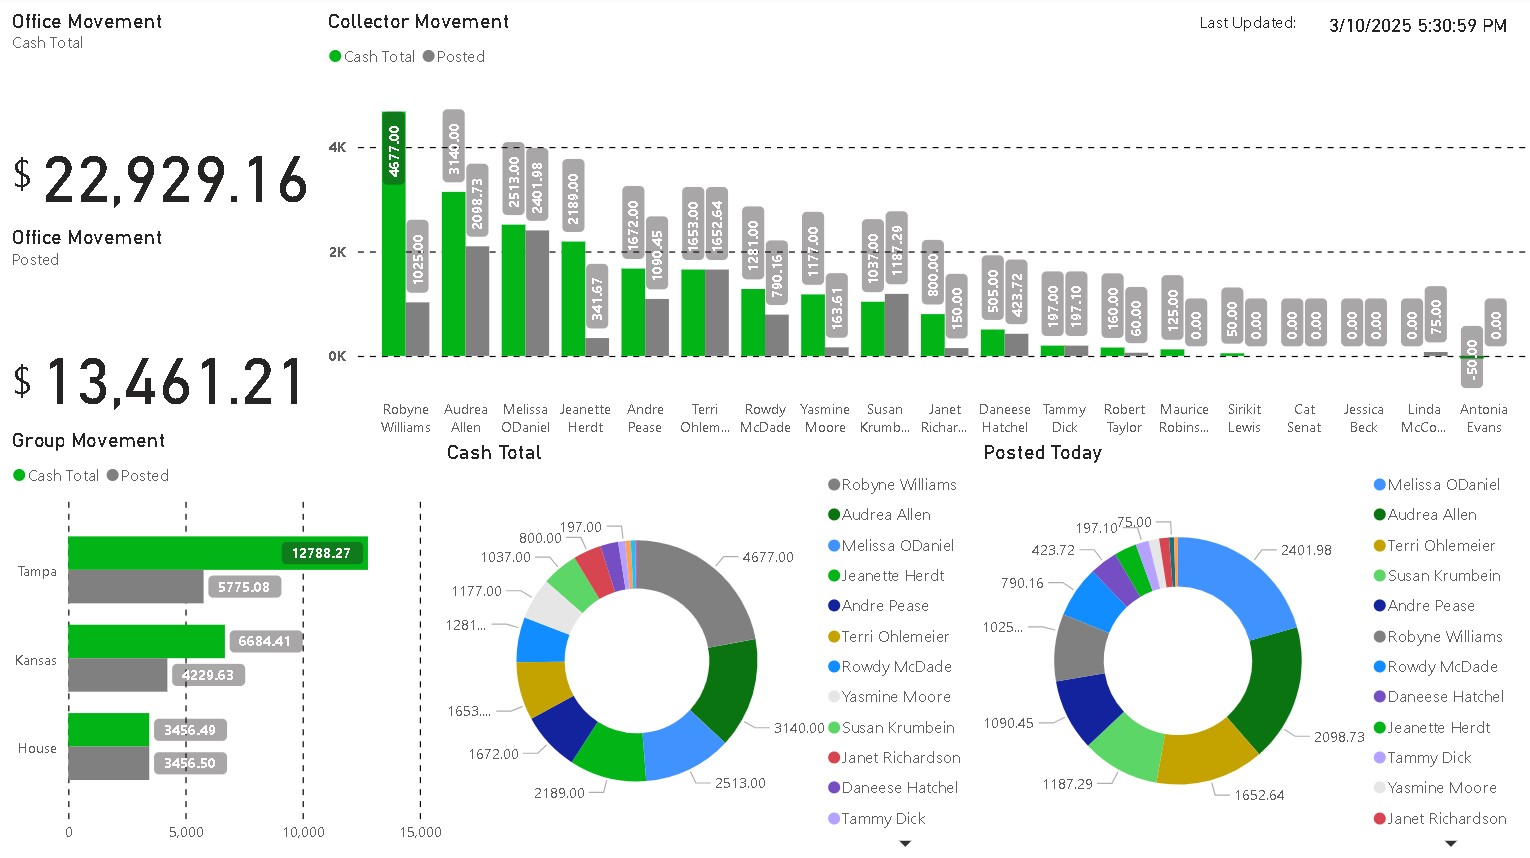 Office Movement
Cash Total
$ 22,929.16
Office Movement
Posted
$ 13,461.21
Collector Movement
Cash Total Posted
Last Updated: 3/10/2025 5:30:59 PM
4K
2K
0K
4677.00
1025.00
3140.00
2098.73
2513.00
2401.98
2189.00
341.67
1672.00
1090.45
1653.00
1652.64
1281.00
790.16
1177.00
163.61
1037.00
1187.29
800.00
150.00
505.00
423.72
197.00
197.10
160.00
60.00
125.00
0.00
50.00
0.00
0.00
0.00
0.00
0.00
0.00
75.00
-50.00
0.00
Robyne
Williams
Audrea
Allen
Melissa
ODaniel
Jeanette
Herdt
Andre
Pease
Terri
Ohlem...
Rowdy
McDade
Yasmine
Moore
Susan
Krumb...
Janet
Richar...
Daneese
Hatchel
Tammy
Dick
Robert
Taylor
Maurice
Robins...
Sirikit
Lewis
Cat
Senat
Jessica
Beck
Linda
McCo...
Antonia
Evans
Group Movement
Cash Total Posted
Tampa
12788.27
5775.08
Kansas
6684.41
4229.63
House
3456.49
3456.50
0 5,000 10,000 15,000
Cash Total
197.00
800.00
1037.00
1177.00
1281...
1653....
1672.00
2189.00
2513.00
3140.00
4677.00
Robyne Williams
Audrea Allen
Melissa ODaniel
Jeanette Herdt
Andre Pease
Terri Ohlemeier
Rowdy McDade
Yasmine Moore
Susan Krumbein
Janet Richardson
Daneese Hatchel
Tammy Dick
Posted Today
75.00
197.10
423.72
790.16
1025...
1090.45
1187.29
1652.64
2098.73
2401.98
Melissa ODaniel
Audrea Allen
Terri Ohlemeier
Susan Krumbein
Andre Pease
Robyne Williams
Rowdy McDade
Daneese Hatchel
Jeanette Herdt
Tammy Dick
Yasmine Moore
Janet Richardson